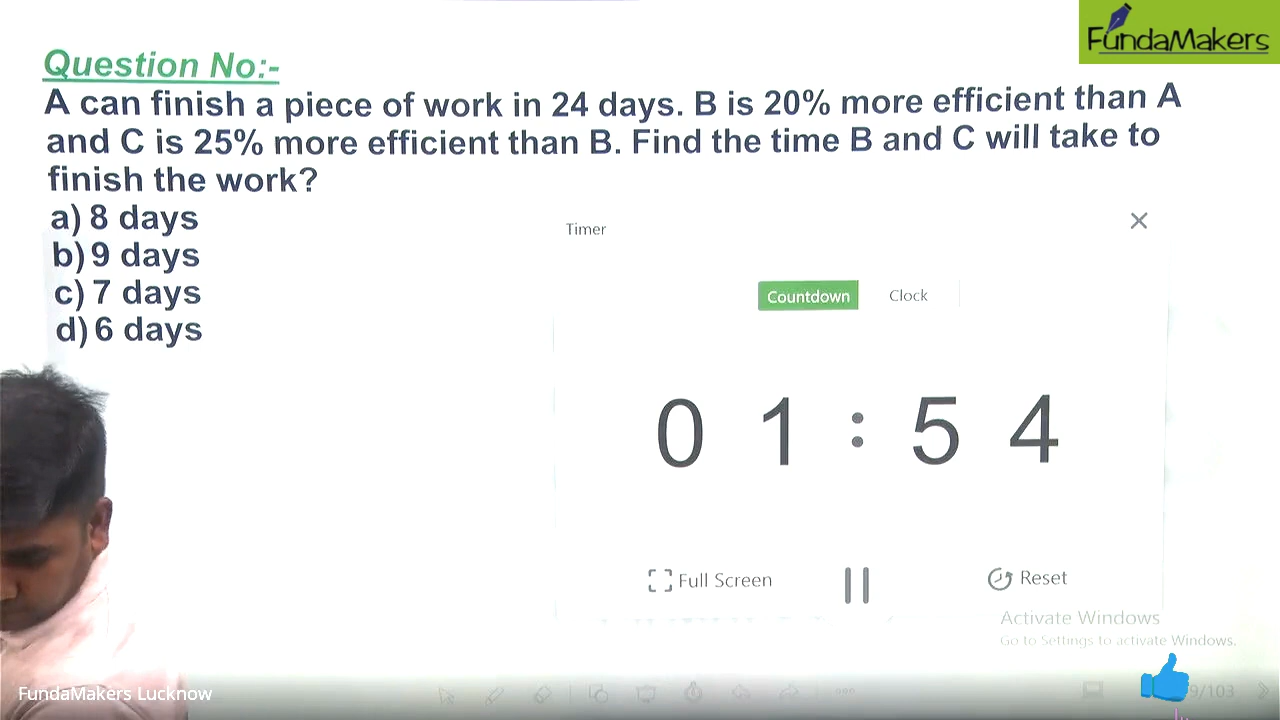 FundaMakers
Question No:-
A can finish a piece of work in 24 days. B is 20% more efficient than A
and C is 25% more efficient than B. Find the time B and C will take to
finish the work?
a) 8 days
b) 9 days
c) 7 days
d) 6 days
Timer
Countdown
Clock
01:54
Full Screen
Reset
Activate Windows
Go to Settings to activate Windows.
FundaMakers Lucknow
9/103